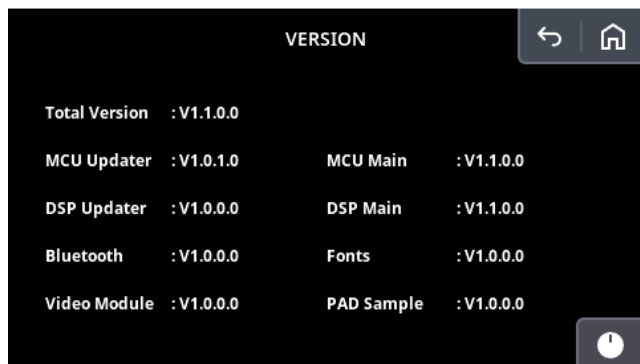 VERSION
Total Version : V1.1.0.0
MCU Updater : V1.0.1.0 MCU Main : V1.1.0.0
DSP Updater : V1.0.0.0 DSP Main : V1.1.0.0
Bluetooth : V1.0.0.0 Fonts : V1.0.0.0
Video Module : V1.0.0.0 PAD Sample : V1.0.0.0